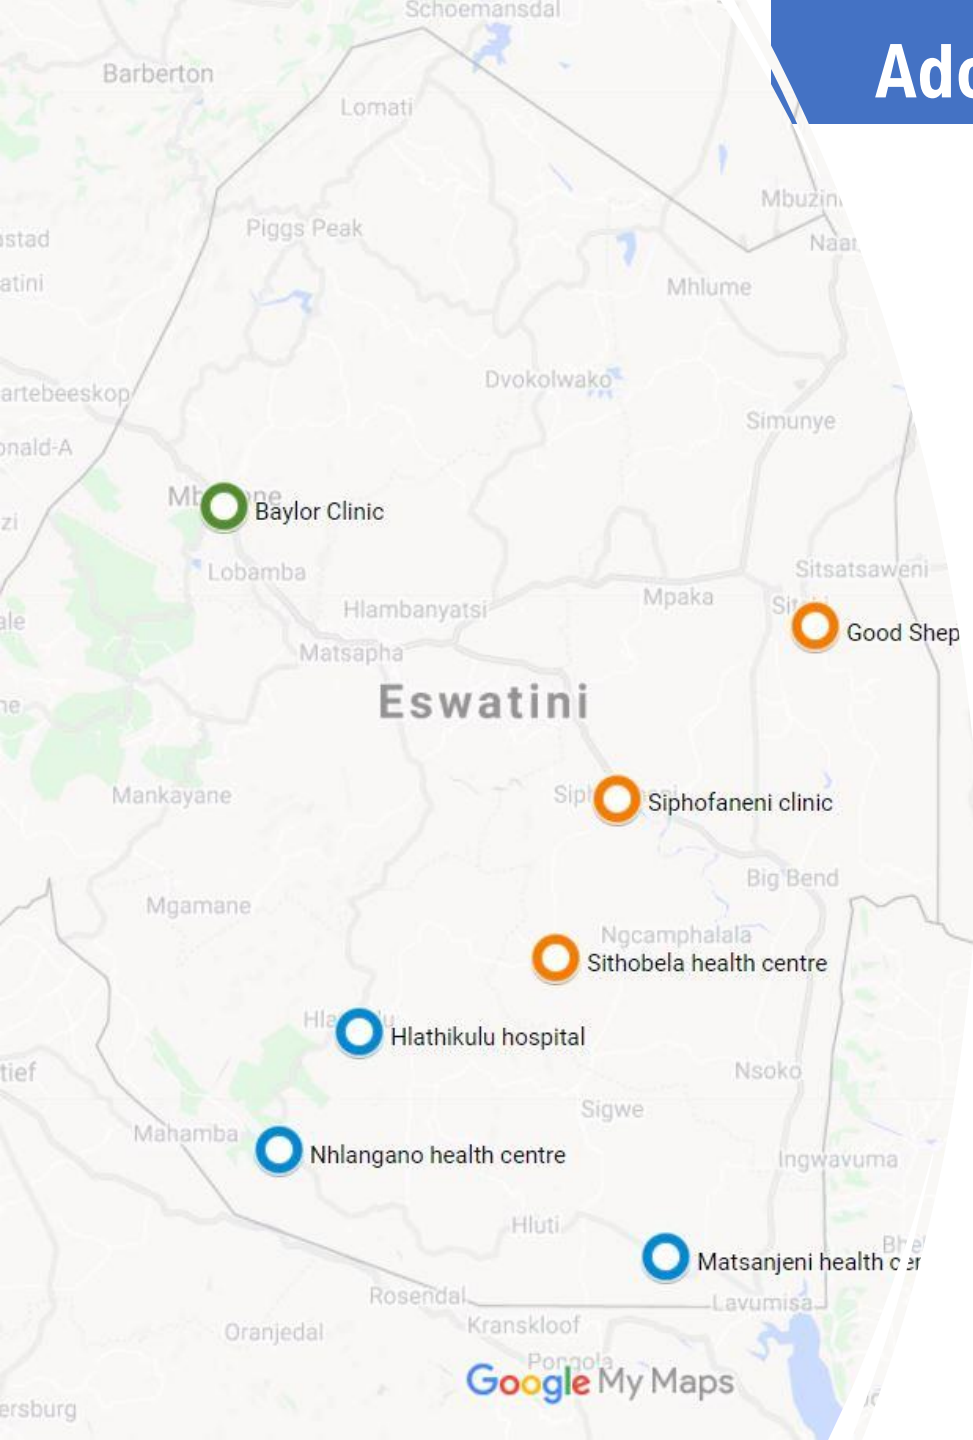 Schoemansdal
Barberton
Lomati
Piggs Peak
Mhlume
Dvokolwako
Simunye
Baylor Clinic
Lobamba
Sitsatsaweni
Hlambanyatsi
Mpaka
Good Shep
Matsapha
Eswatini
Mankayane
Siphofaneni clinic
Big Bend
Mgamane
Ngcamphalala
Sithobela health centre
Hlathikulu hospital
Nsoko
Sigwe
Mahamba
Nhlangano health centre
Ingwavuma
Hluti
Matsanjeni health
Rosendal
Lavumisa
Kranskloof
Oranjedal
Pongola
Google My Maps